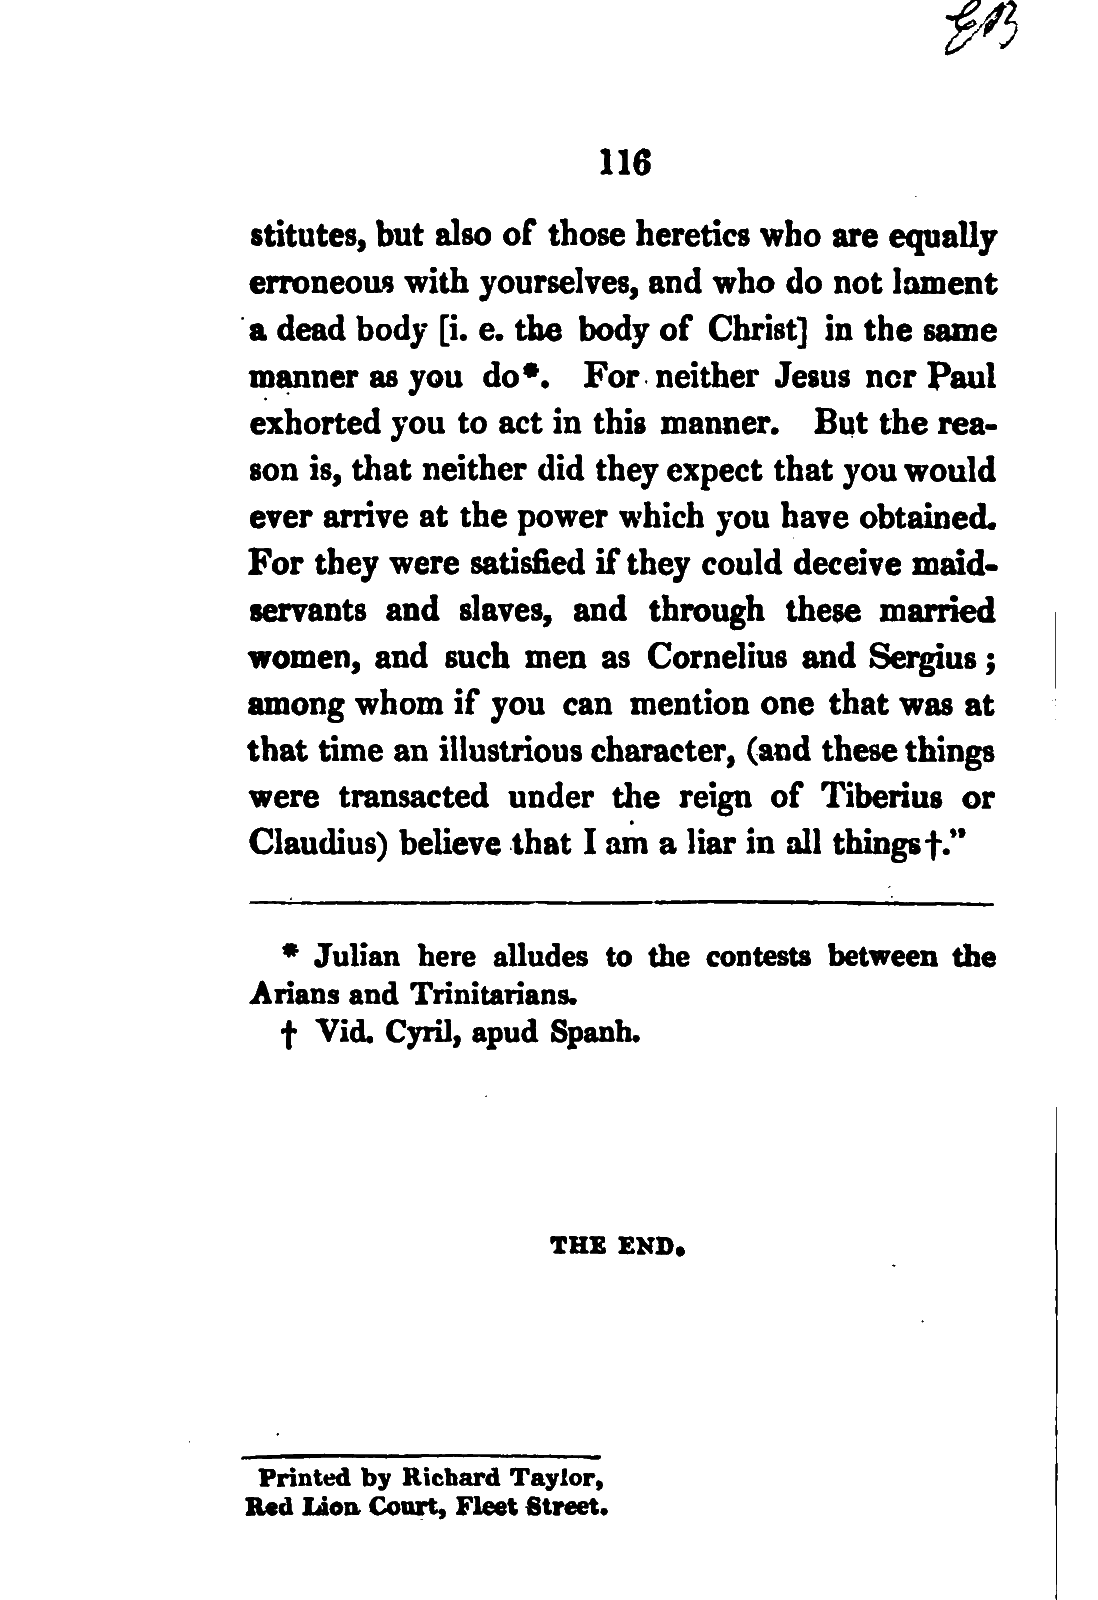 116
stitutes, but also of those heretics who are equally
erroneous with yourselves, and who do not lament
a dead body [i. e. the body of Christ] in the same
manner as you do*. For neither Jesus nor Paul
exhorted you to act in this manner. But the rea-
son is, that neither did they expect that you would
ever arrive at the power which you have obtained.
For they were satisfied if they could deceive maid-
servants and slaves, and through these married
women, and such men as Cornelius and Sergius;
among whom if you can mention one that was at
that time an illustrious character, (and these things
were transacted under the reign of Tiberius or
Claudius) believe that I am a liar in all things†."
* Julian here alludes to the contests between the
Arians and Trinitarians.
† Vid. Cyril, apud Spanh.
THE END.
Printed by Richard Taylor,
Red Lion Court, Fleet Street.